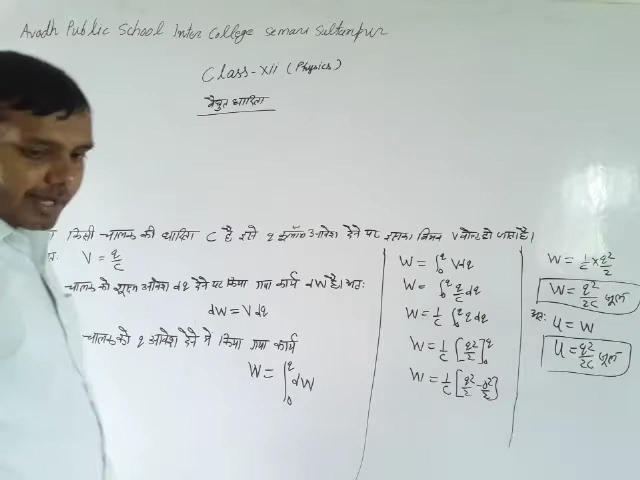 Avadh Public School Inter College Semari Sultanpur
Class-xii (Physics)
वैद्युत धारिता
किसी चालक की धारिता C है इसे q कूलॉम आवेश देने पर इसका विभव V वोल्ट हो जाता है।
V = q/C
चालक को सूक्ष्म आवेश dq देने पर किया गया कार्य dW है। अतः
dW = V dq
चालक को q आवेश देने में किया गया कार्य
W = ∫₀^q dW
W = ∫₀^q V dq
W = ∫₀^q q/C dq
W = 1/C ∫₀^q q dq
W = 1/C [q²/2]₀^q
W = 1/C [q²/2 - 0²/2]
W = 1/C × q²/2
W = q²/2C जूल
अतः U = W
U = q²/2C जूल